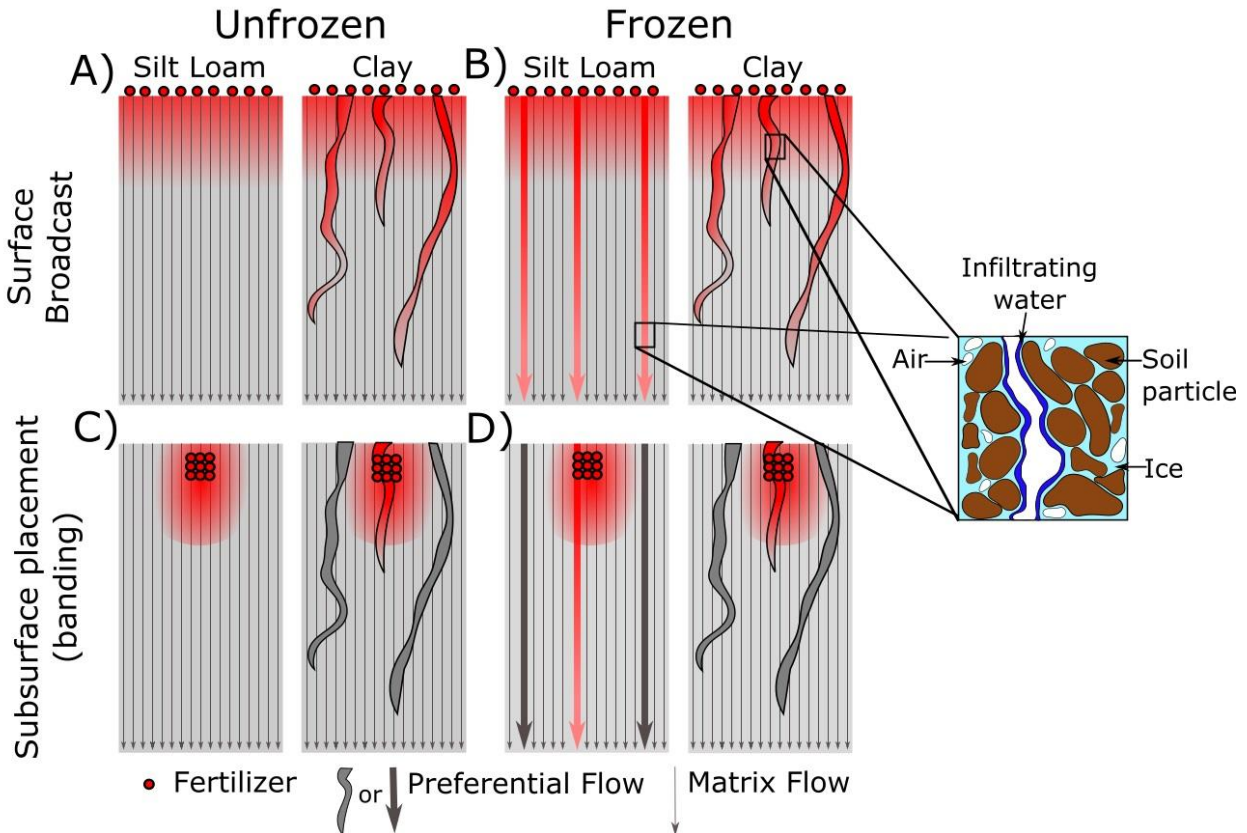 Unfrozen
Frozen
A)
Silt Loam
Clay
B)
Silt Loam
Clay
Surface
Broadcast
Infiltrating
water
Air
Soil
particle
Ice
C)
D)
Subsurface placement
(banding)
Fertilizer
or
Preferential Flow
Matrix Flow